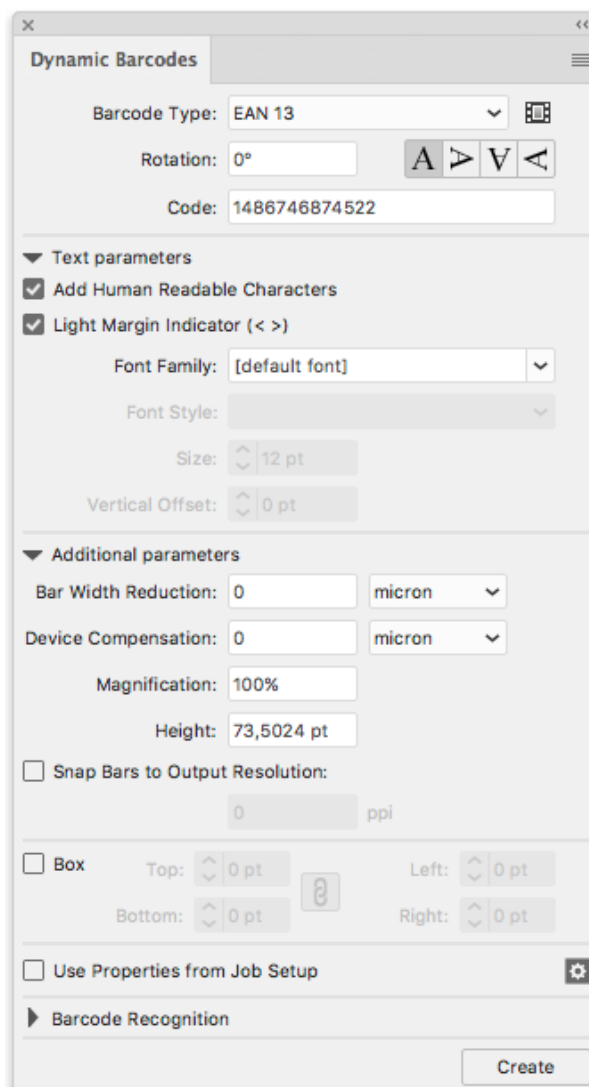 Dynamic Barcodes
Barcode Type: EAN 13
Rotation: 0° A A A A
Code: 1486746874522
Text parameters
Add Human Readable Characters
Light Margin Indicator (< >)
Font Family: [default font]
Font Style:
Size: 12 pt
Vertical Offset: 0 pt
Additional parameters
Bar Width Reduction: 0 micron
Device Compensation: 0 micron
Magnification: 100%
Height: 73,5024 pt
Snap Bars to Output Resolution:
0 ppi
Box Top: 0 pt Left: 0 pt
Bottom: 0 pt Right: 0 pt
Use Properties from Job Setup
Barcode Recognition
Create